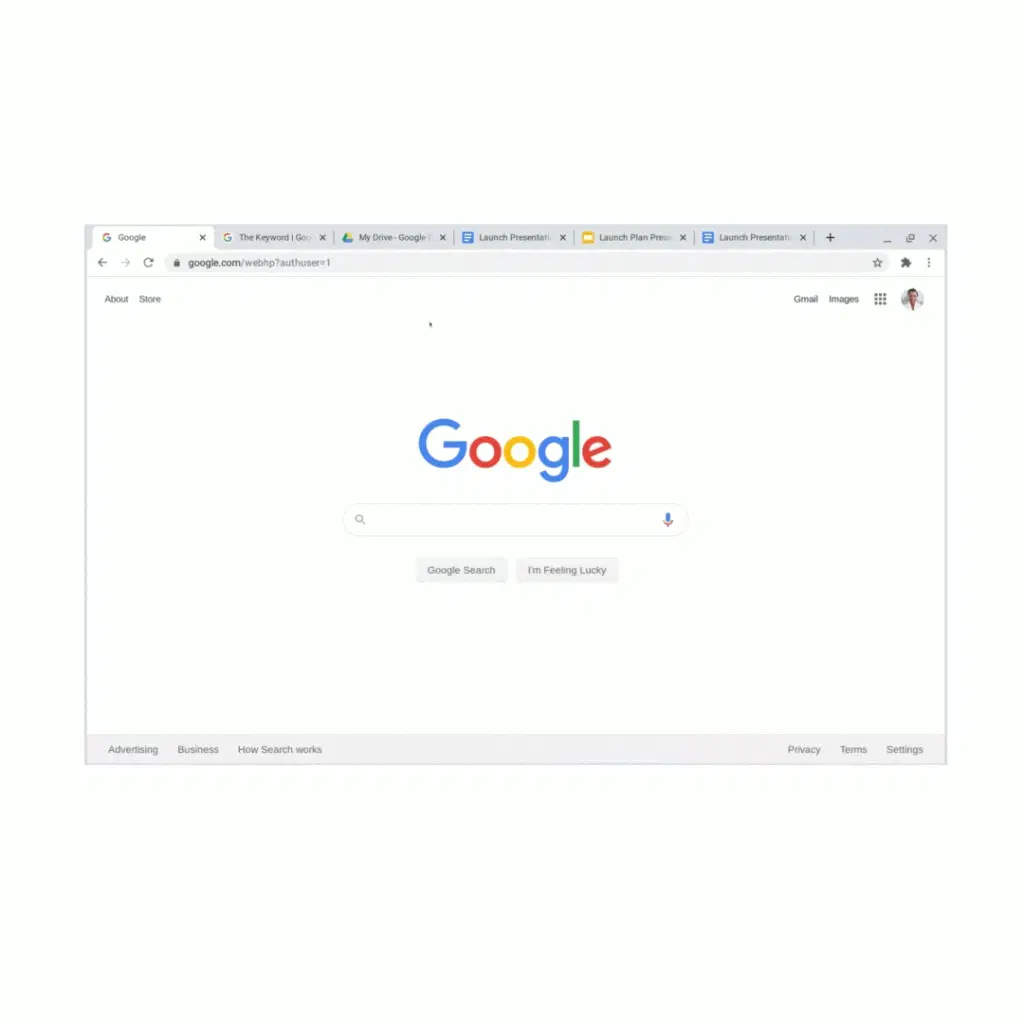 Google The Keyword | Goo My Drive - Google Launch Presentati Launch Plan Prese Launch Presentati
google.com/webhp?authuser=1
About Store Gmail Images
Google
Google Search I'm Feeling Lucky
Advertising Business How Search works Privacy Terms Settings